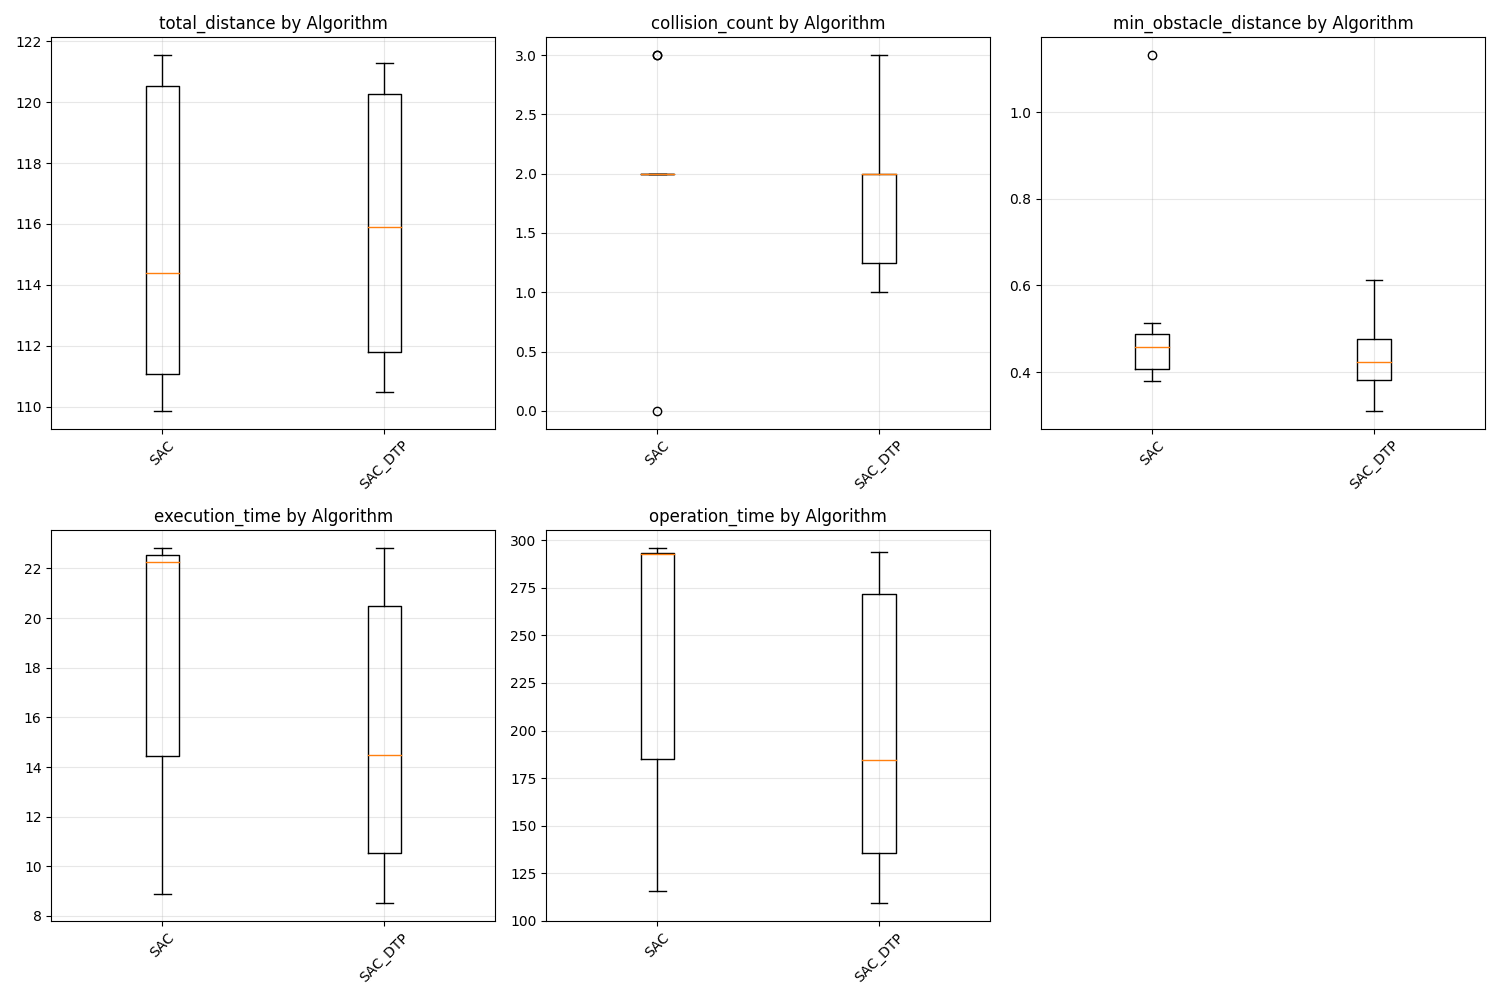 total_distance by Algorithm
122
120
118
116
114
112
110
SAC
SAC_DTP
collision_count by Algorithm
3.0
2.5
2.0
1.5
1.0
0.5
0.0
SAC
SAC_DTP
min_obstacle_distance by Algorithm
1.0
0.8
0.6
0.4
SAC
SAC_DTP
execution_time by Algorithm
22
20
18
16
14
12
10
8
SAC
SAC_DTP
operation_time by Algorithm
300
275
250
225
200
175
150
125
100
SAC
SAC_DTP